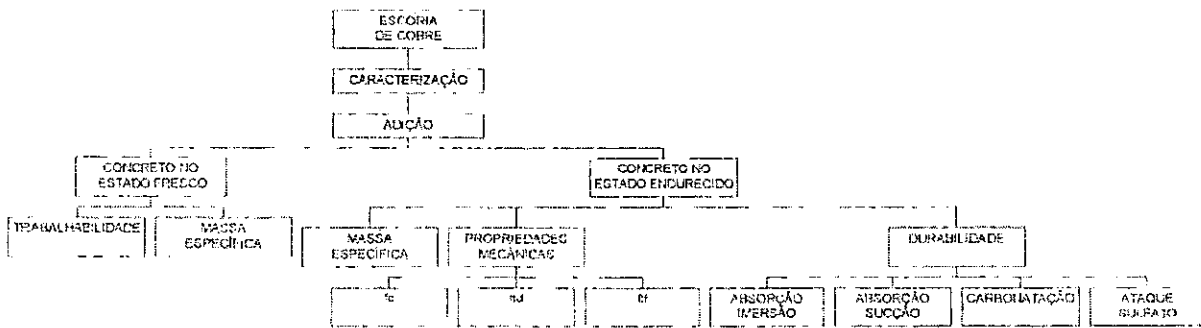 ESCÓRIA
DE COBRE
CARACTERIZAÇÃO
ADIÇÃO
CONCRETO NO
ESTADO FRESCO
CONCRETO NO
ESTADO ENDURECIDO
TRABALHABILIDADE
MASSA
ESPECÍFICA
MASSA
ESPECÍFICA
PROPRIEDADES
MECÂNICAS
DURABILIDADE
fc
ABSORÇÃO
IMERSÃO
ABSORÇÃO
SUCÇÃO
CARBONATAÇÃO
ATAQUE
SULFATO